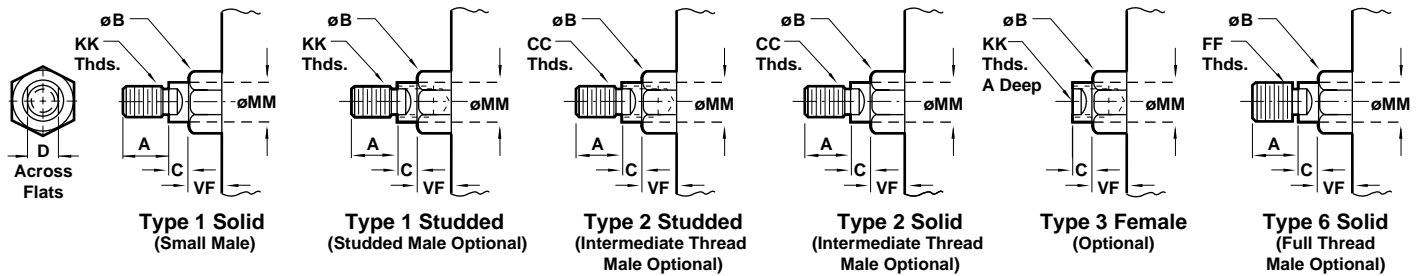 D
Across
Flats
KK
Thds.
øB
øMM
A
C
VF
Type 1 Solid
(Small Male)
KK
Thds.
øB
øMM
A
C
VF
Type 1 Studded
(Studded Male Optional)
CC
Thds.
øB
øMM
A
C
VF
Type 2 Studded
(Intermediate Thread
Male Optional)
CC
Thds.
øB
øMM
A
C
VF
Type 2 Solid
(Intermediate Thread
Male Optional)
KK
Thds.
A Deep
øB
øMM
C
VF
Type 3 Female
(Optional)
FF
Thds.
øB
øMM
A
C
VF
Type 6 Solid
(Full Thread
Male Optional)